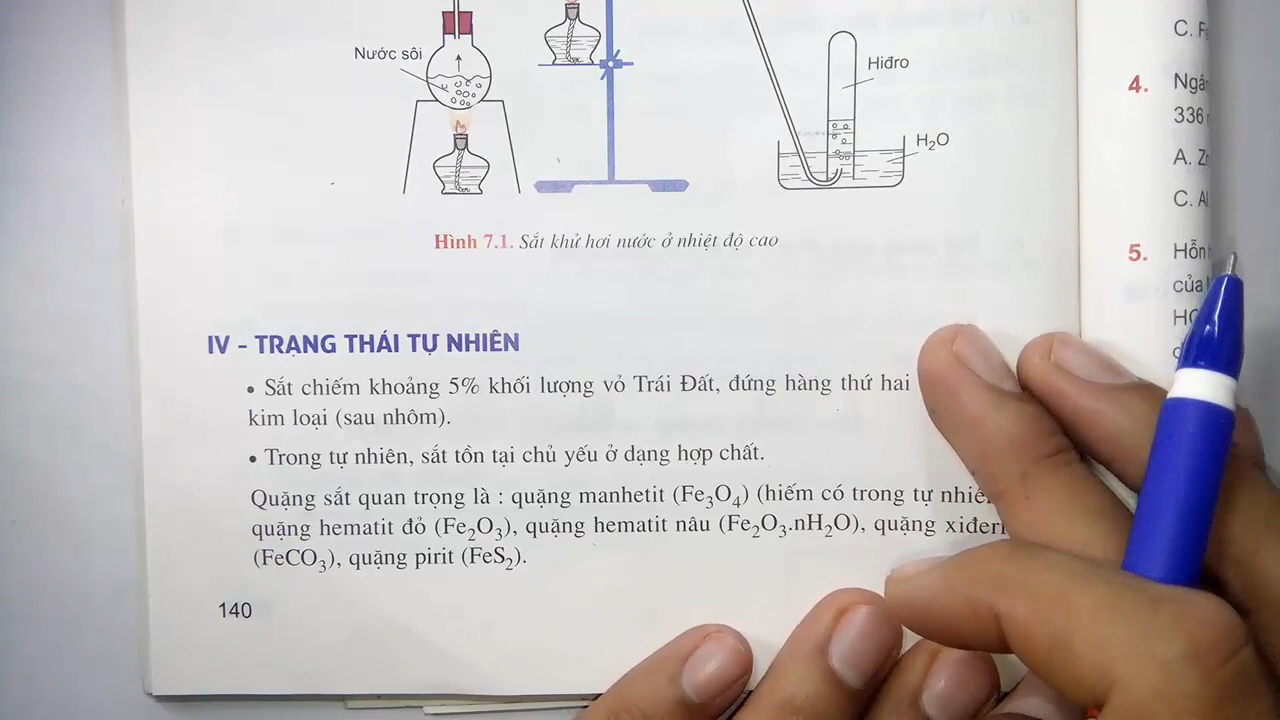 Nước sôi
Hiđro
H₂O
Hình 7.1. Sắt khử hơi nước ở nhiệt độ cao
IV - TRẠNG THÁI TỰ NHIÊN
• Sắt chiếm khoảng 5% khối lượng vỏ Trái Đất, đứng hàng thứ hai
kim loại (sau nhôm).
• Trong tự nhiên, sắt tồn tại chủ yếu ở dạng hợp chất.
Quặng sắt quan trọng là : quặng manhetit (Fe₃O₄) (hiếm có trong tự
quặng hematit đỏ (Fe₂O₃), quặng hematit nâu (Fe₂O₃.nH₂O), quặng
(FeCO₃), quặng pirit (FeS₂).
140
C.
4.
336
A.
C.
5.
của